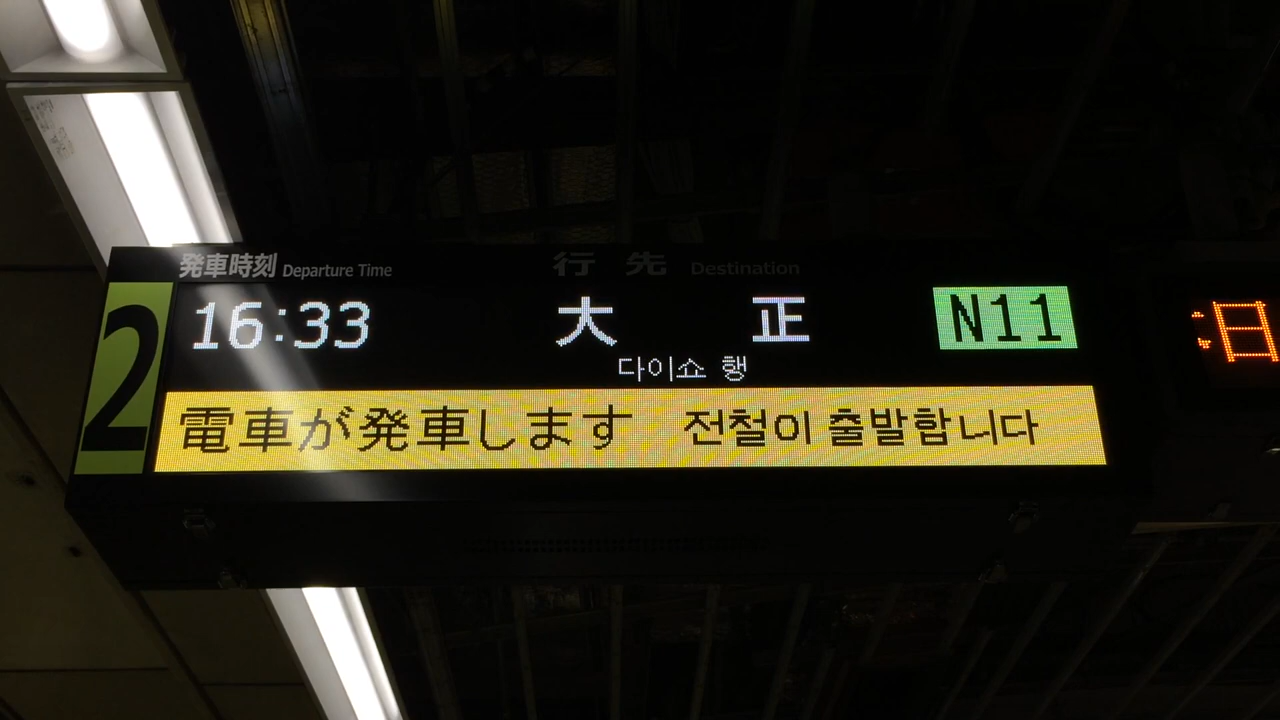 発車時刻 Departure Time 行先 Destination
2
16:33 大正 N11
다이쇼 행
電車が発車します 전철이 출발합니다
日